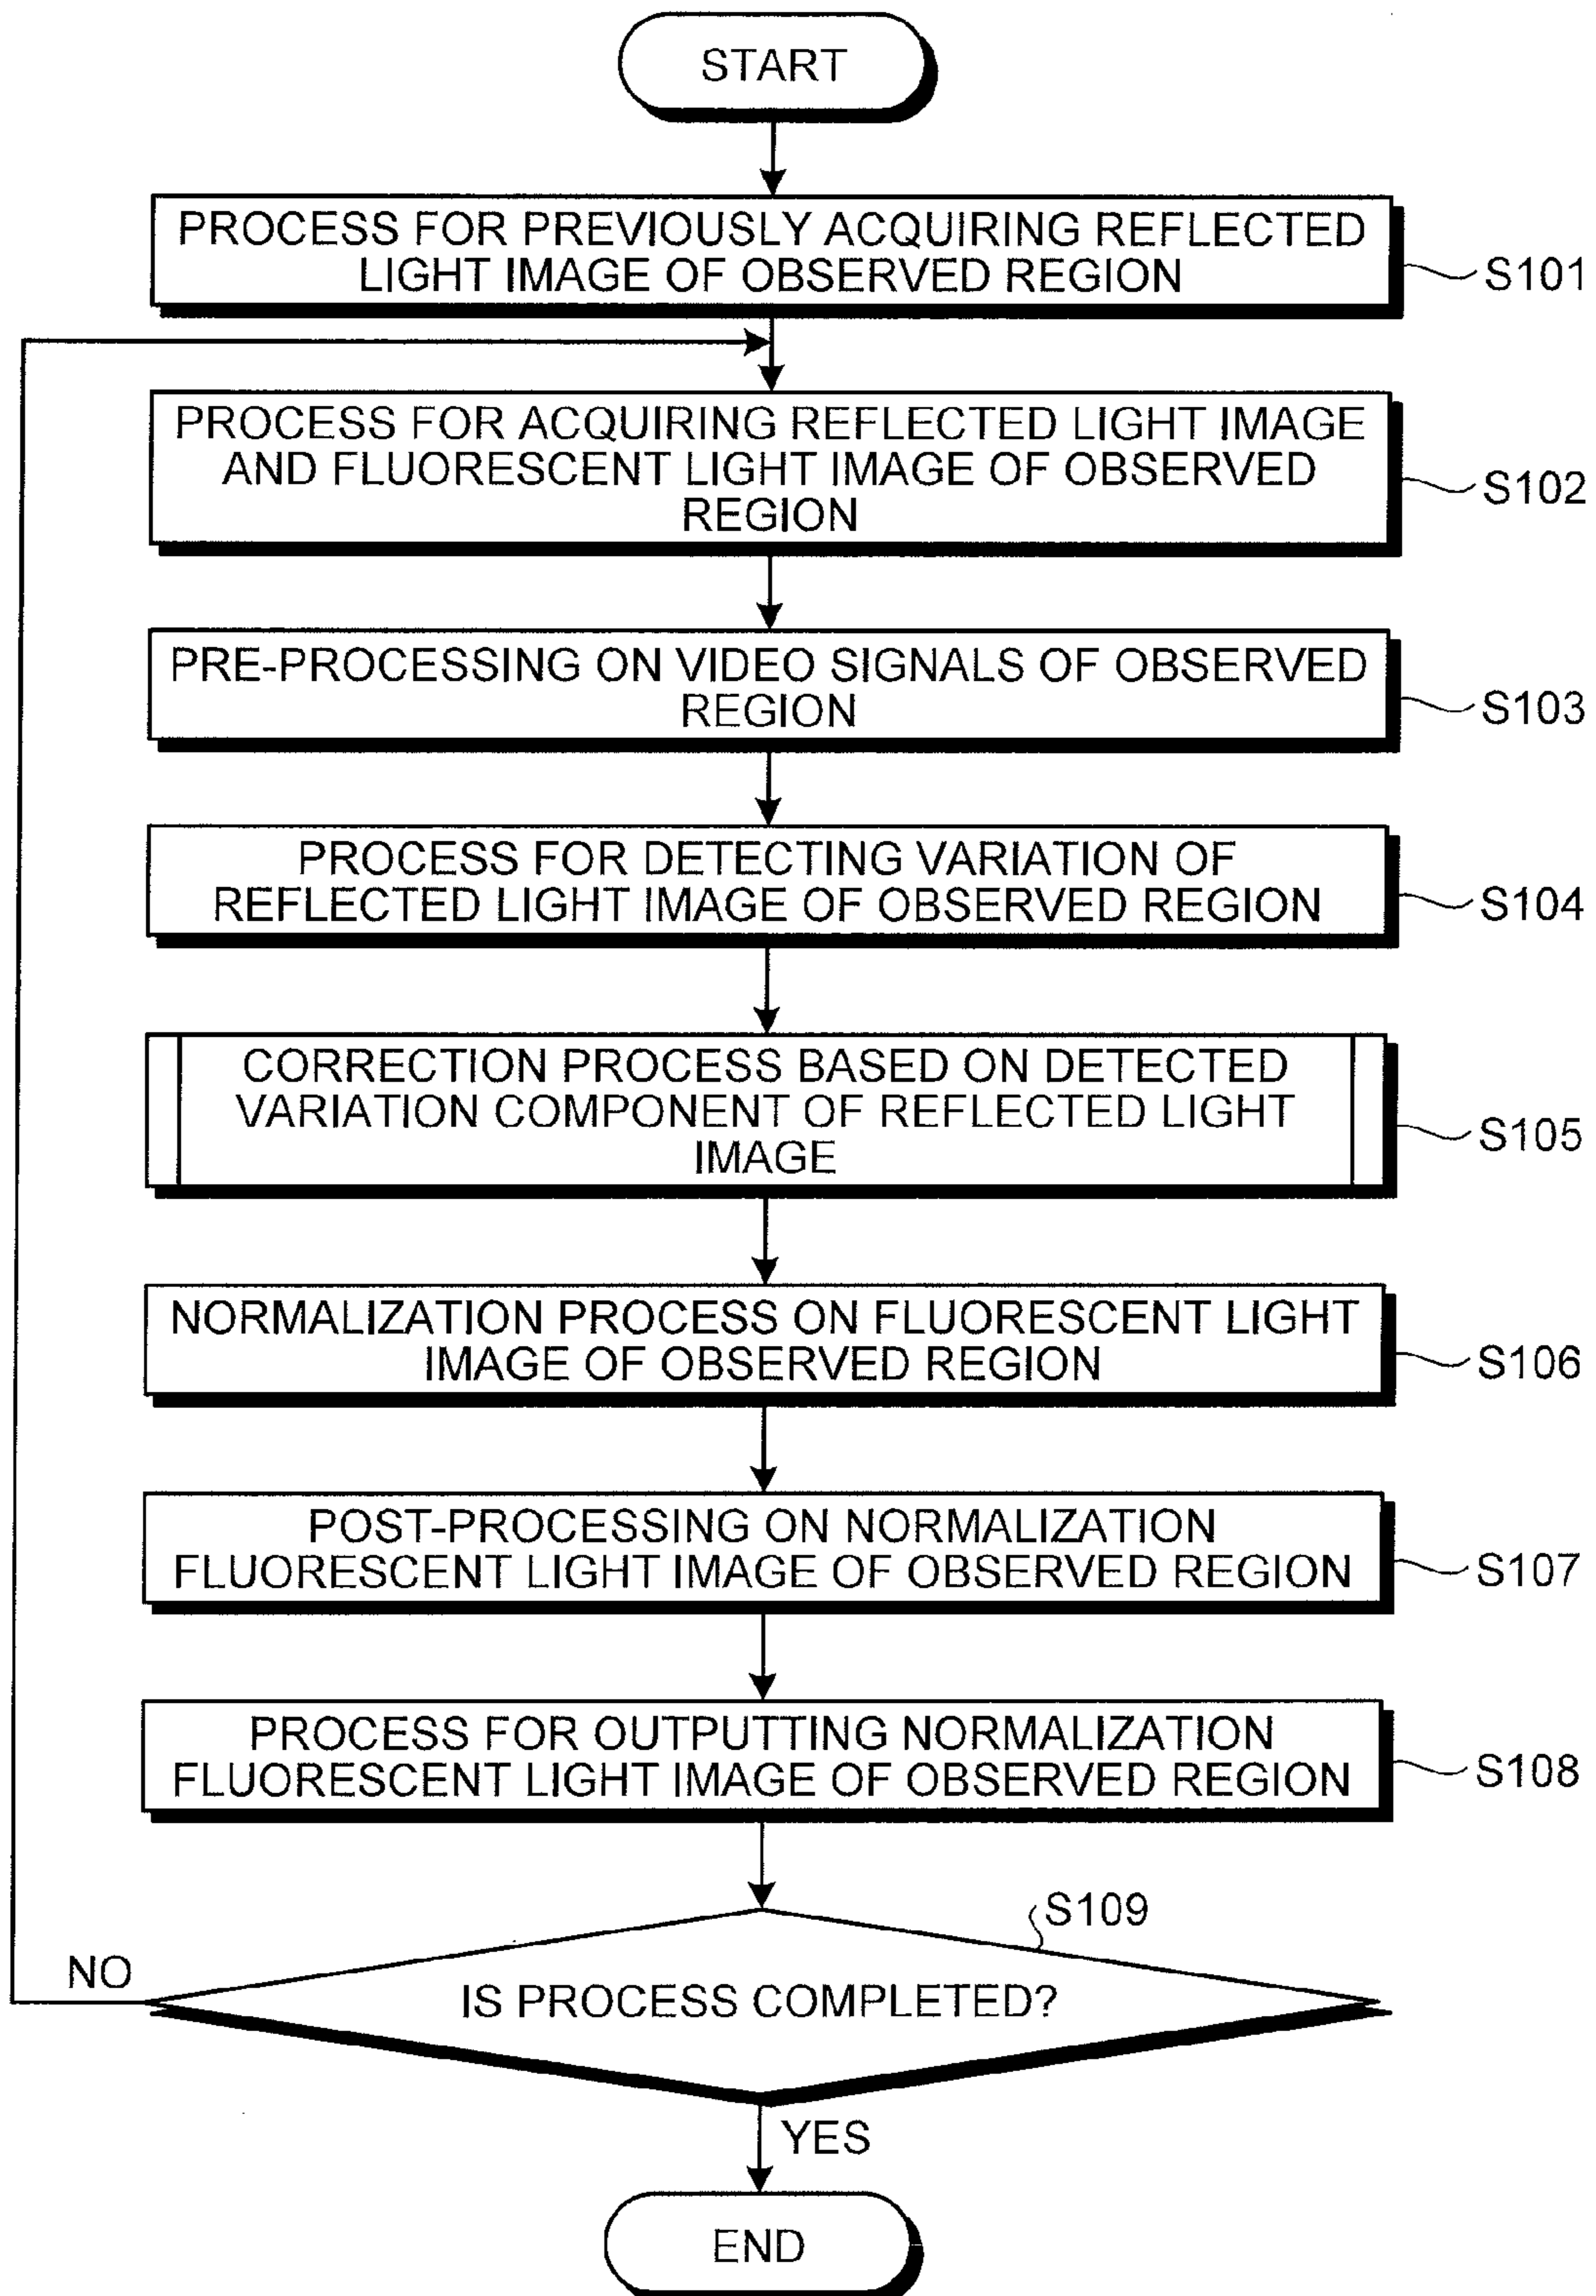 START
PROCESS FOR PREVIOUSLY ACQUIRING REFLECTED
LIGHT IMAGE OF OBSERVED REGION
S101
PROCESS FOR ACQUIRING REFLECTED LIGHT IMAGE
AND FLUORESCENT LIGHT IMAGE OF OBSERVED
REGION
S102
PRE-PROCESSING ON VIDEO SIGNALS OF OBSERVED
REGION
S103
PROCESS FOR DETECTING VARIATION OF
REFLECTED LIGHT IMAGE OF OBSERVED REGION
S104
CORRECTION PROCESS BASED ON DETECTED
VARIATION COMPONENT OF REFLECTED LIGHT
IMAGE
S105
NORMALIZATION PROCESS ON FLUORESCENT LIGHT
IMAGE OF OBSERVED REGION
S106
POST-PROCESSING ON NORMALIZATION
FLUORESCENT LIGHT IMAGE OF OBSERVED REGION
S107
PROCESS FOR OUTPUTTING NORMALIZATION
FLUORESCENT LIGHT IMAGE OF OBSERVED REGION
S108
S109
NO
IS PROCESS COMPLETED?
YES
END